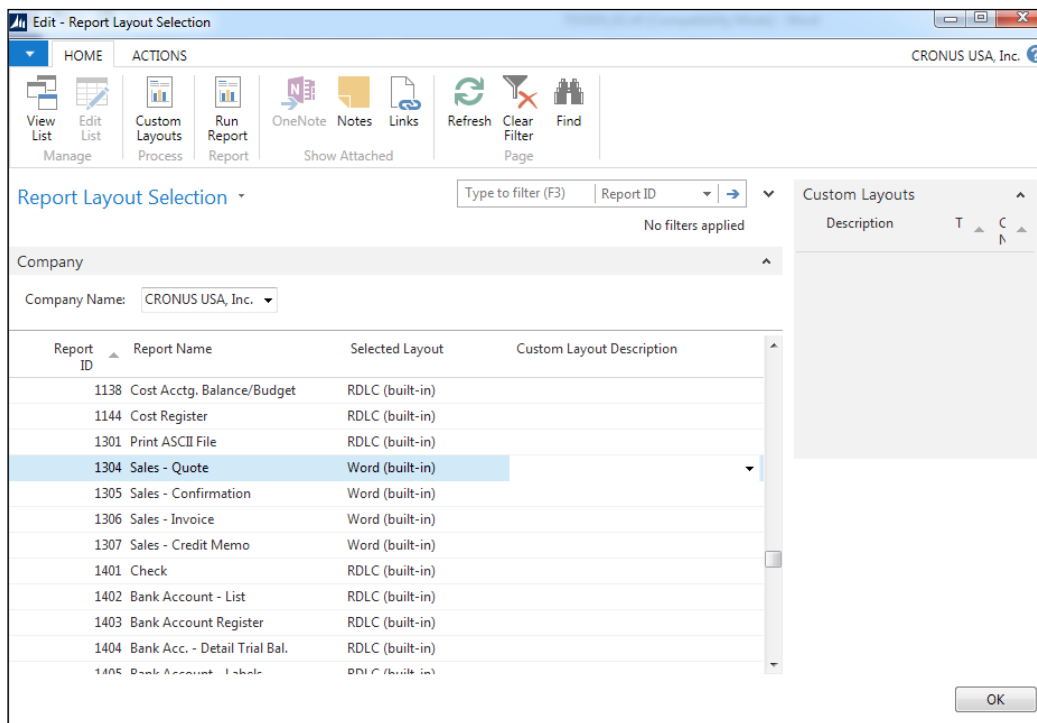 Edit - Report Layout Selection
HOME ACTIONS CRONUS USA, Inc. ?
View List
Edit List
Custom Layouts
Run Report
OneNote
Notes
Links
Refresh
Clear Filter
Find
Manage Process Report Show Attached Page
Report Layout Selection
Type to filter (F3) Report ID
No filters applied
Company
Company Name: CRONUS USA, Inc.
Report ID Report Name Selected Layout Custom Layout Description
1138 Cost Acctg. Balance/Budget RDLC (built-in)
1144 Cost Register RDLC (built-in)
1301 Print ASCII File RDLC (built-in)
1304 Sales - Quote Word (built-in)
1305 Sales - Confirmation Word (built-in)
1306 Sales - Invoice Word (built-in)
1307 Sales - Credit Memo Word (built-in)
1401 Check RDLC (built-in)
1402 Bank Account - List RDLC (built-in)
1403 Bank Account Register RDLC (built-in)
1404 Bank Acc. - Detail Trial Bal. RDLC (built-in)
1405 Bank Account - Labels RDLC (built-in)
Custom Layouts
Description T C N
OK